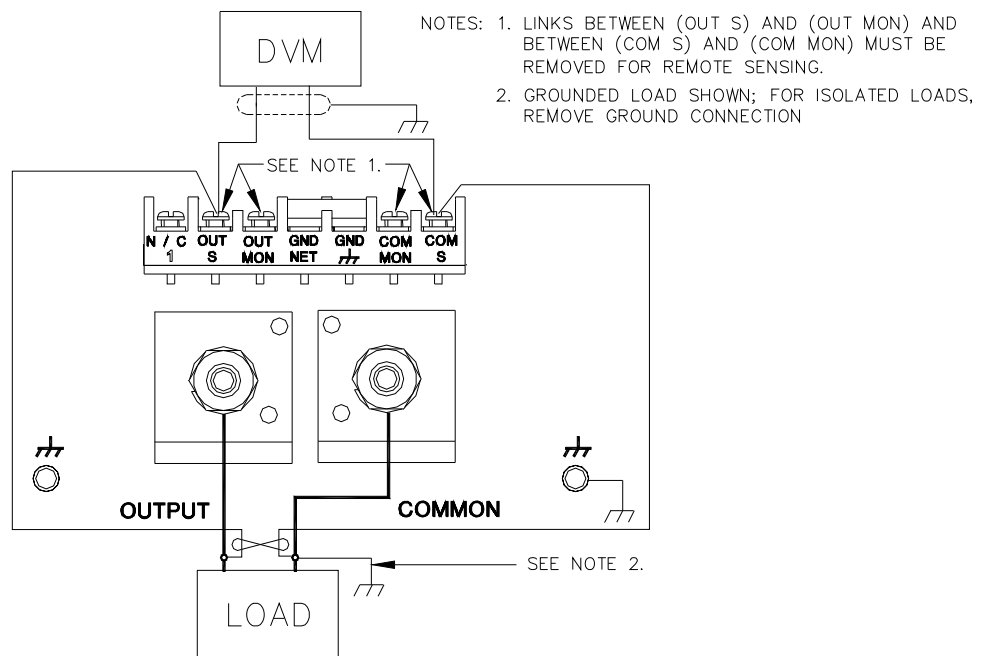 DVM
NOTES: 1. LINKS BETWEEN (OUT S) AND (OUT MON) AND
BETWEEN (COM S) AND (COM MON) MUST BE
REMOVED FOR REMOTE SENSING.
2. GROUNDED LOAD SHOWN; FOR ISOLATED LOADS,
REMOVE GROUND CONNECTION
SEE NOTE 1.
N / C OUT OUT GND GND COM COM
1 S MON NET MON S
OUTPUT COMMON
SEE NOTE 2.
LOAD